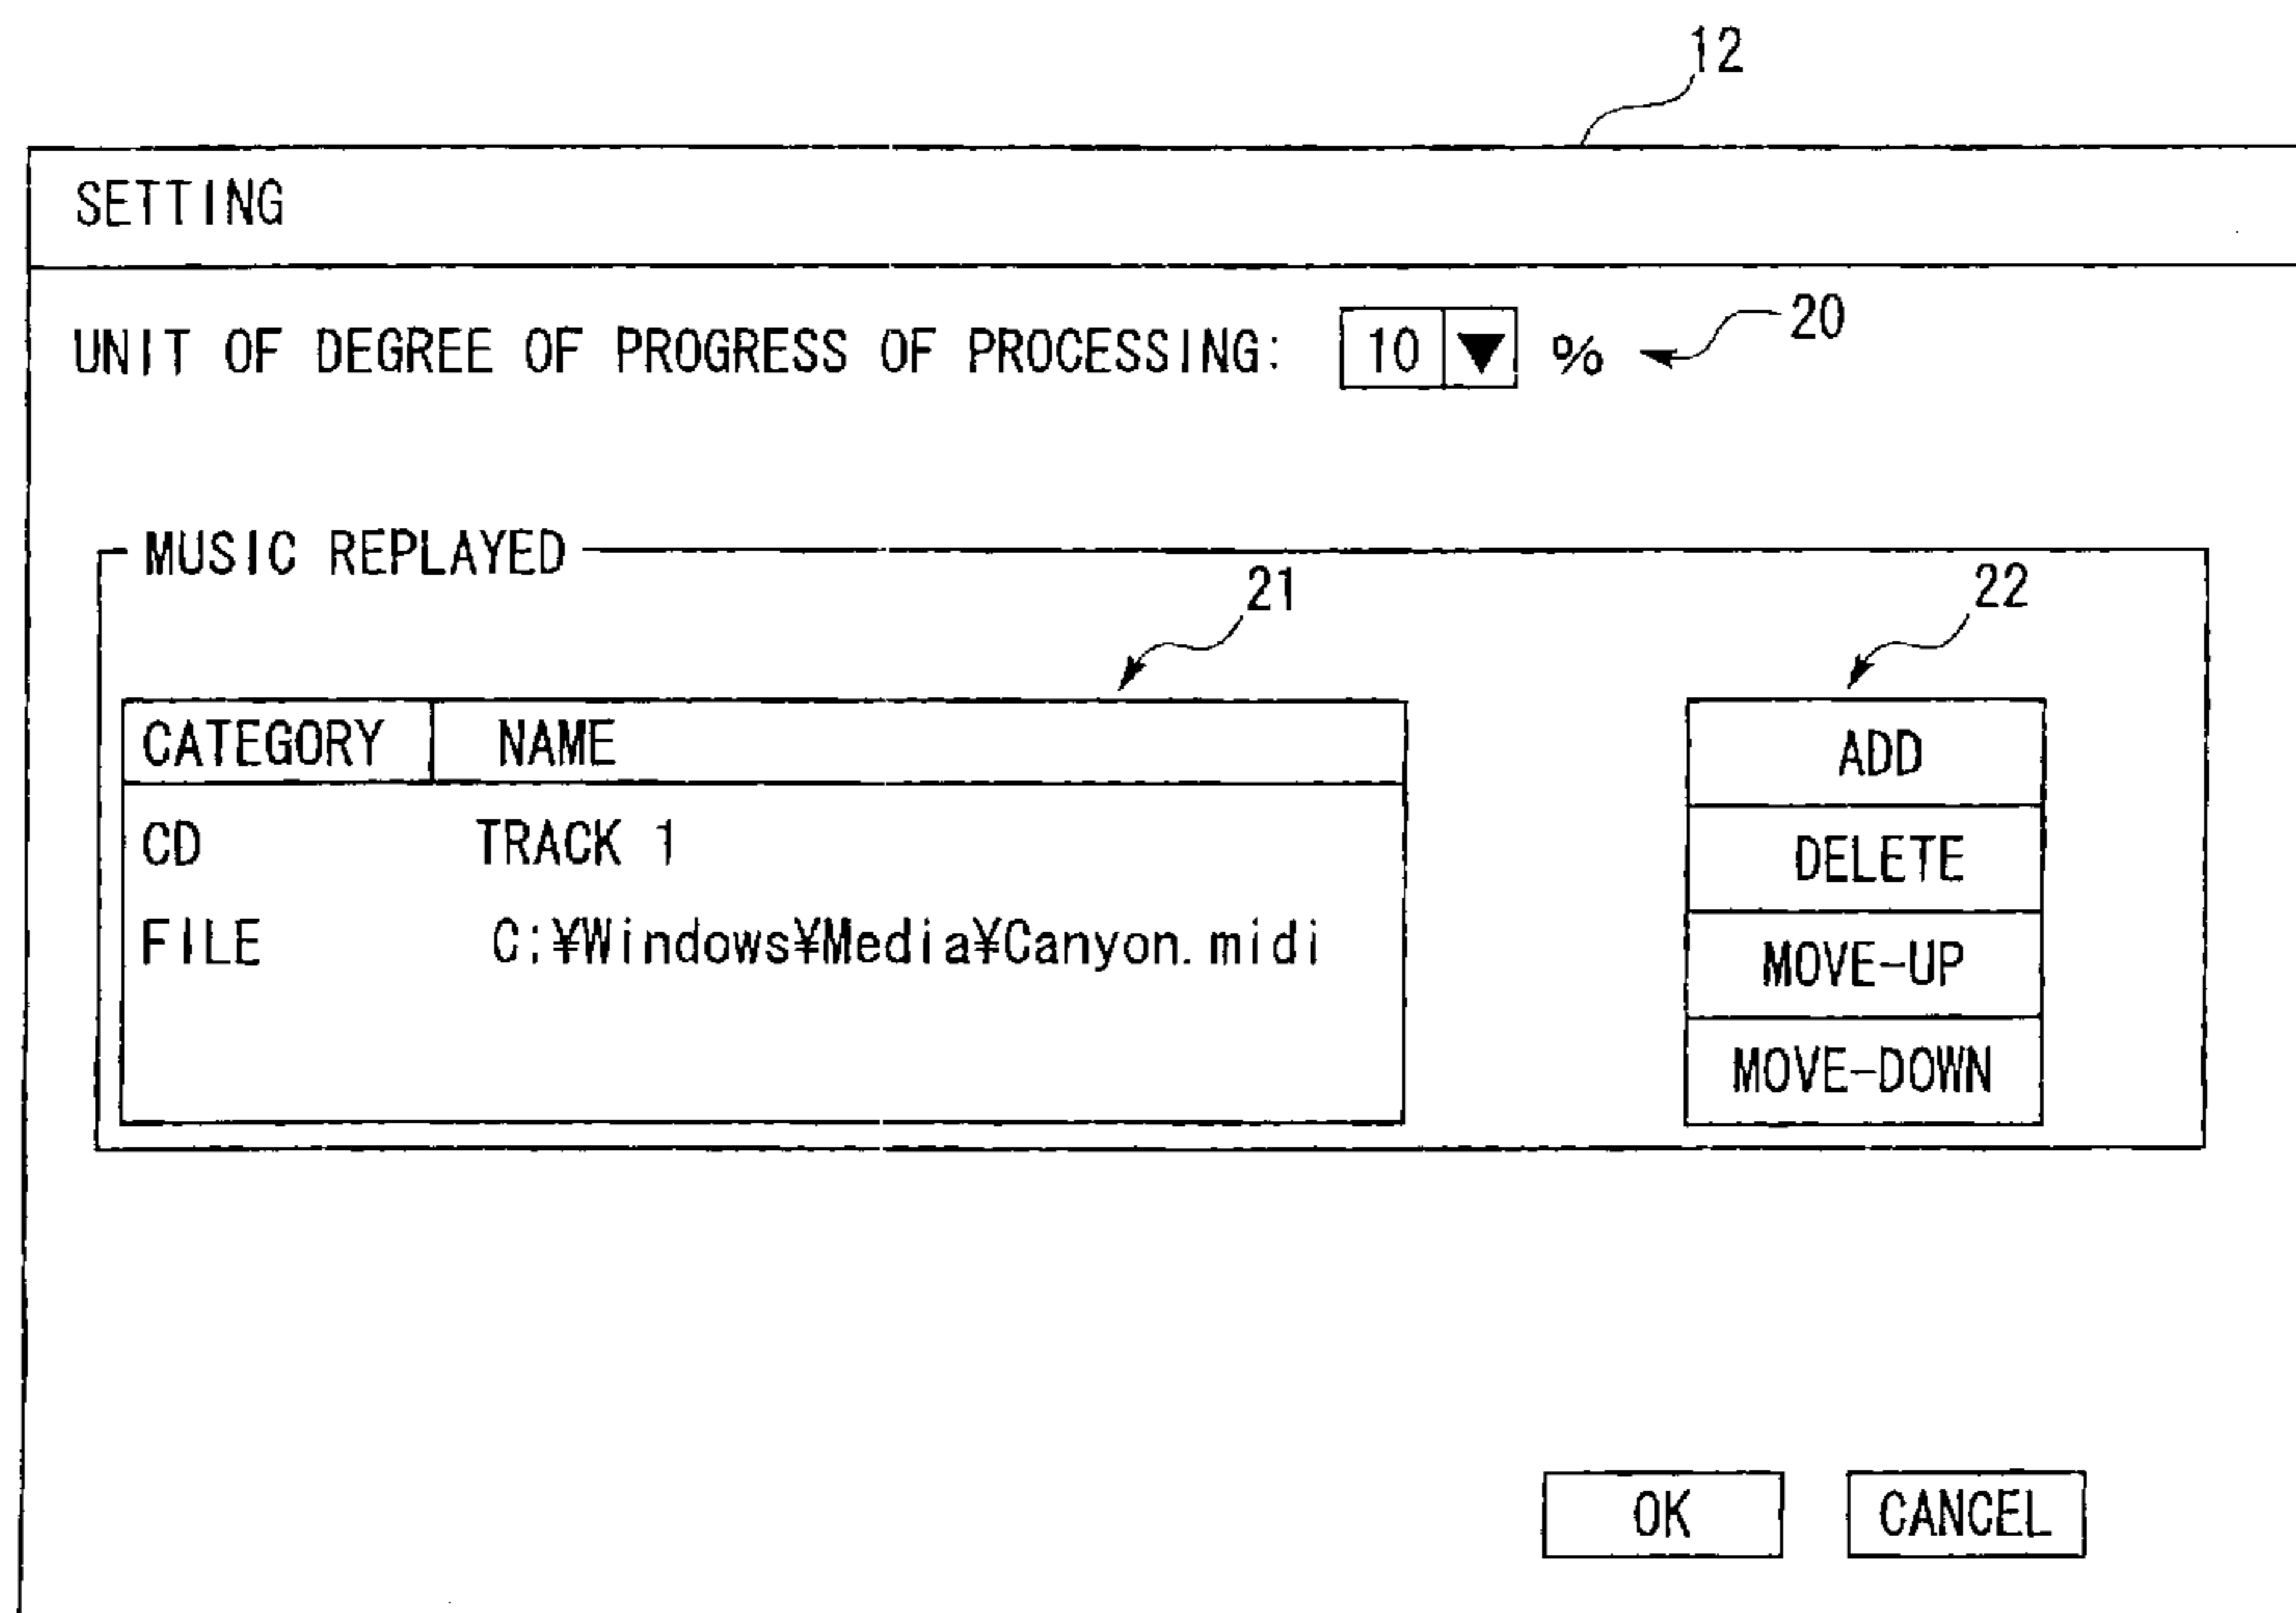 12
SETTING
UNIT OF DEGREE OF PROGRESS OF PROCESSING: 10 ▼ % 20
MUSIC REPLAYED
21
22
CATEGORY NAME
CD TRACK 1
FILE C:¥Windows¥Media¥Canyon.midi
ADD
DELETE
MOVE-UP
MOVE-DOWN
OK CANCEL